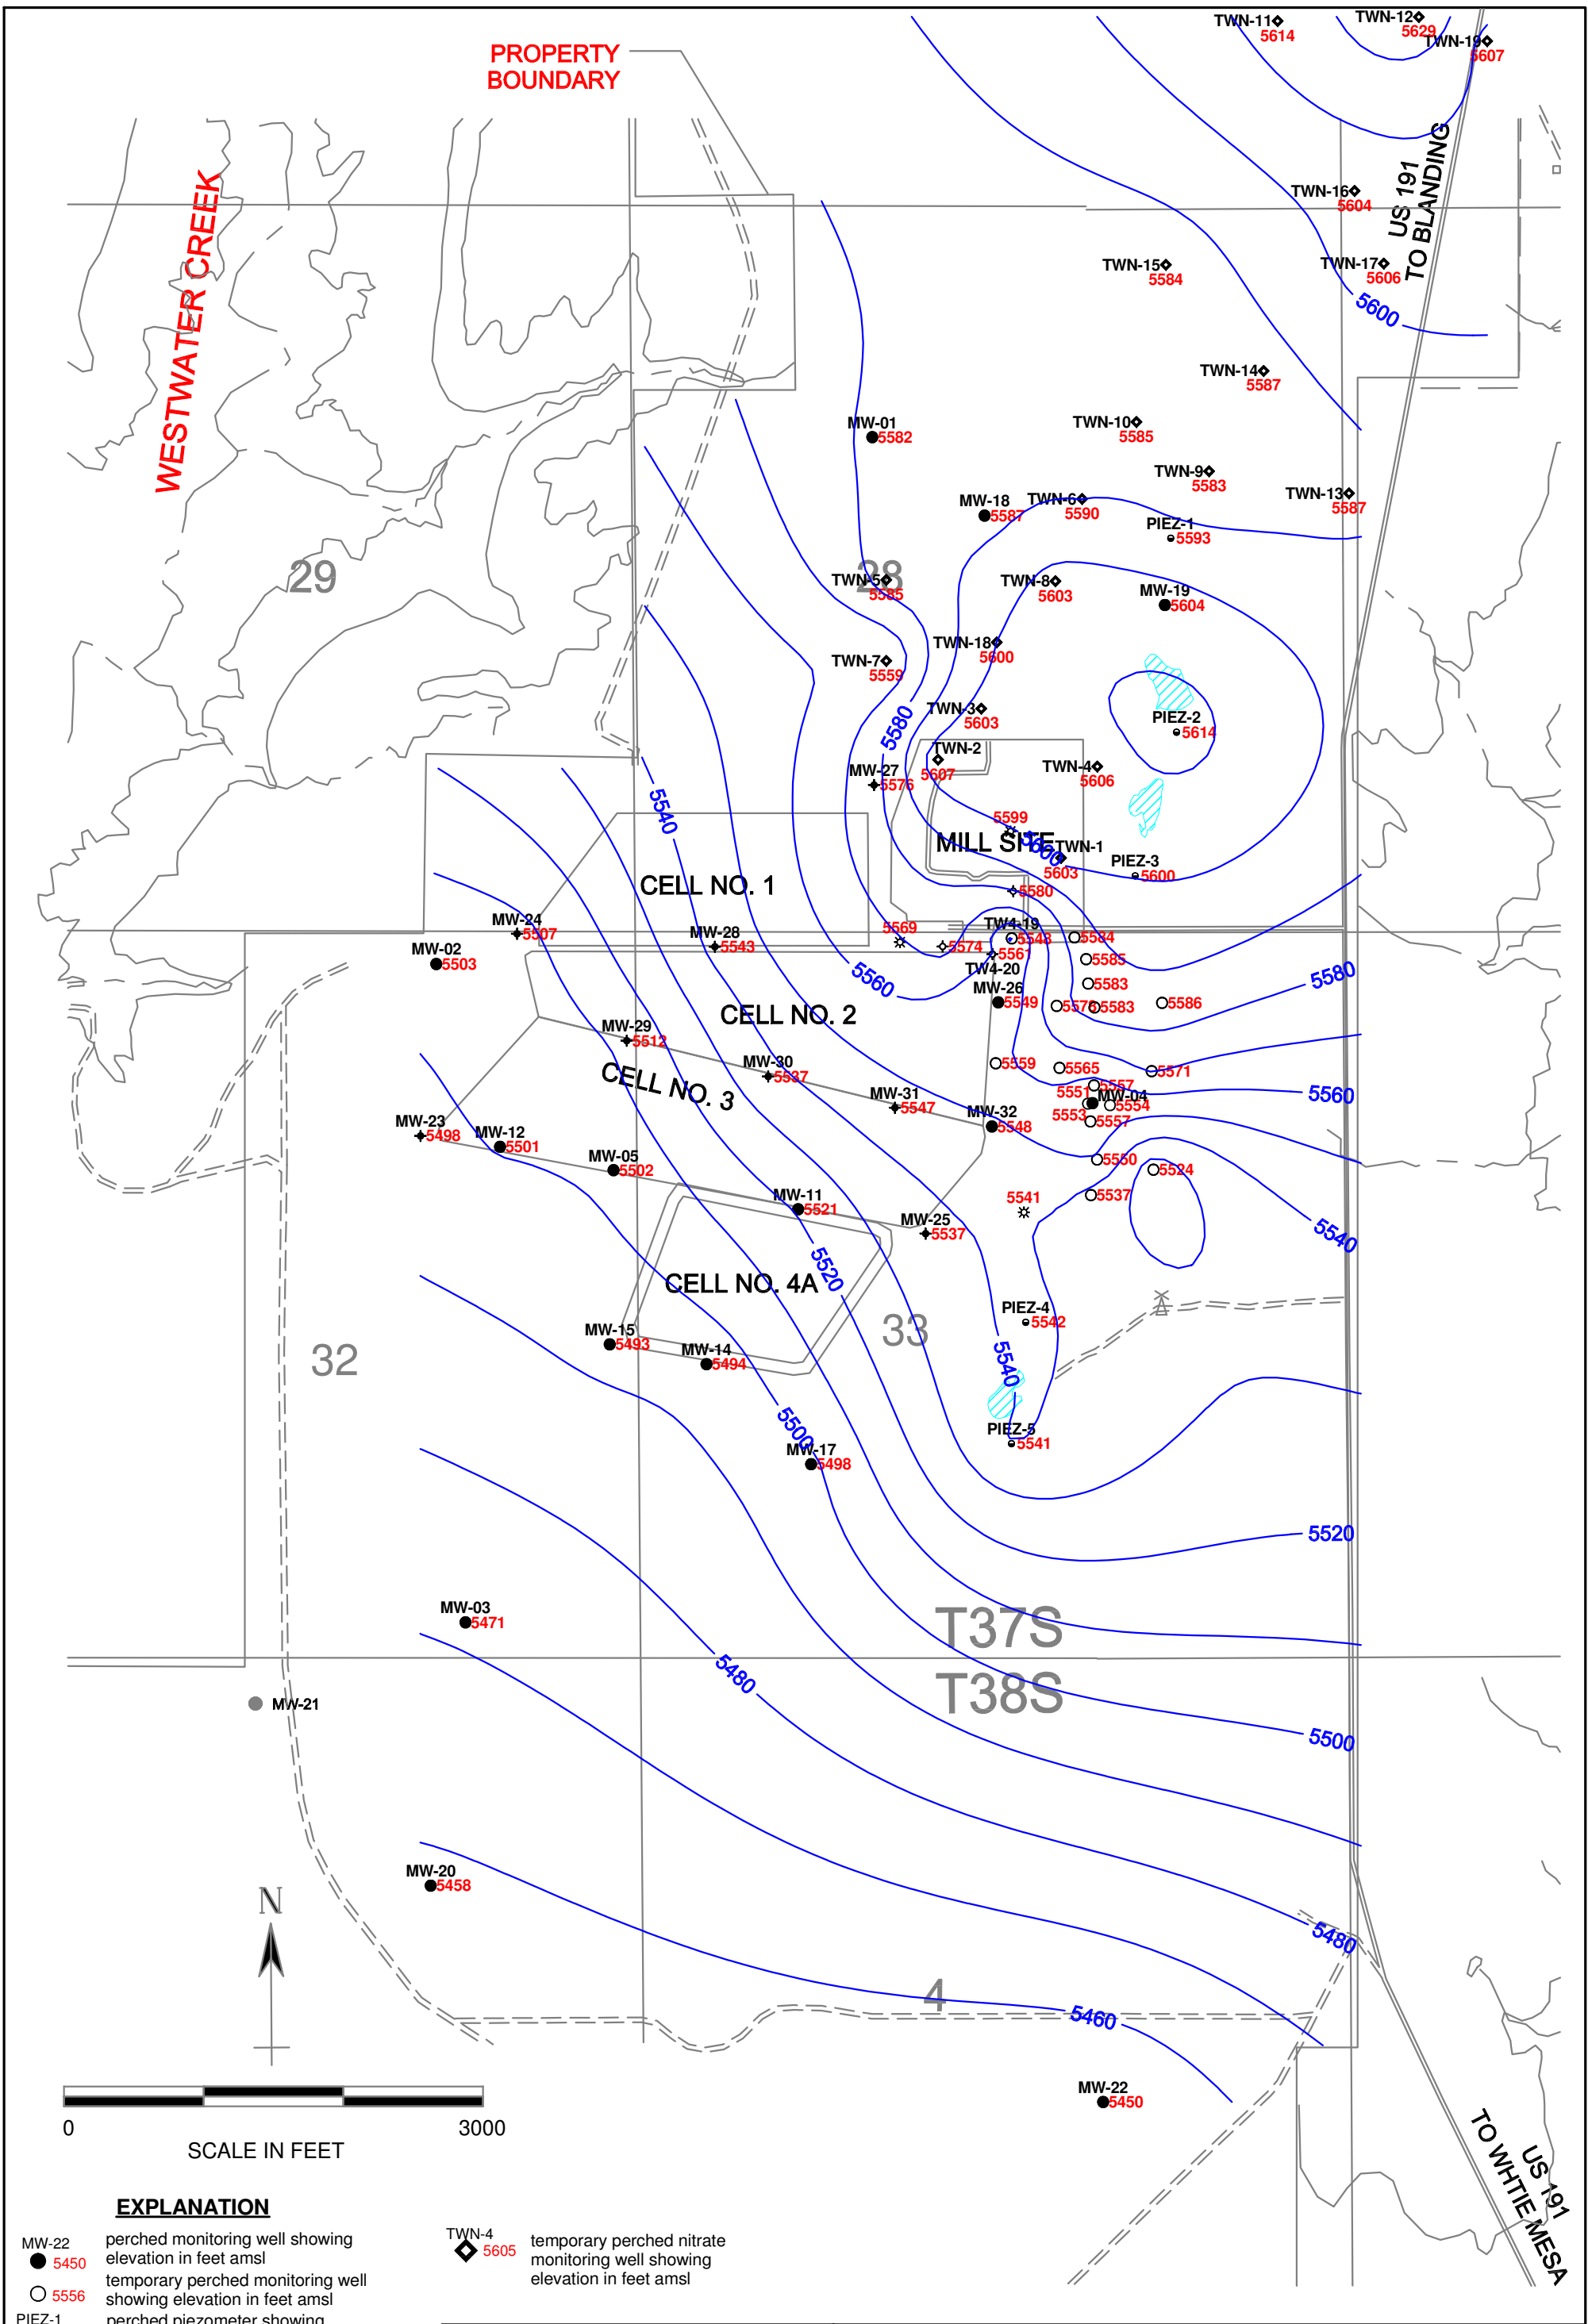 TWN-11
5614
TWN-12
5629
TWN-19
5607
PROPERTY
BOUNDARY
WESTWATER CREEK
US 191
TO BLANDING
TWN-16
5604
TWN-15
5584
TWN-17
5606
5600
TWN-14
5587
MW-01
5582
TWN-10
5585
TWN-9
5583
TWN-13
5587
MW-18
5587
TWN-6
5590
PIEZ-1
5593
29
28
TWN-5
5585
TWN-8
5603
MW-19
5604
TWN-18
5600
TWN-7
5559
TWN-3
5603
5580
PIEZ-2
5614
TWN-2
5607
TWN-4
5606
MW-27
5576
5540
5599
MILL SITE
5600
TWN-1
5603
PIEZ-3
5600
CELL NO. 1
5580
MW-24
5507
MW-28
5543
5569
5574
TW4-19
5548
5561
TW4-20
5584
MW-02
5503
5585
5560
5580
MW-26
5549
5583
5583
5586
CELL NO. 2
MW-29
5512
MW-30
5537
5559
5565
5571
CELL NO. 3
MW-31
5547
5557
5551
MW-04
5554
5560
5553
5557
MW-23
5498
MW-12
5501
MW-32
5548
MW-05
5502
5550
5524
5537
MW-11
5521
5541
MW-25
5537
5540
5520
CELL NO. 4A
PIEZ-4
5542
33
32
MW-15
5493
MW-14
5494
5540
5500
PIEZ-5
5541
MW-17
5498
5520
MW-03
5471
T37S
T38S
5480
MW-21
5500
MW-20
5458
5480
N
4
5460
MW-22
5450
0
3000
SCALE IN FEET
US 191
TO WHTIE MESA
EXPLANATION
MW-22
5450
perched monitoring well showing
elevation in feet amsl
5556
temporary perched monitoring well
showing elevation in feet amsl
PIEZ-1
perched piezometer showing
TWN-4
5605
temporary perched nitrate
monitoring well showing
elevation in feet amsl